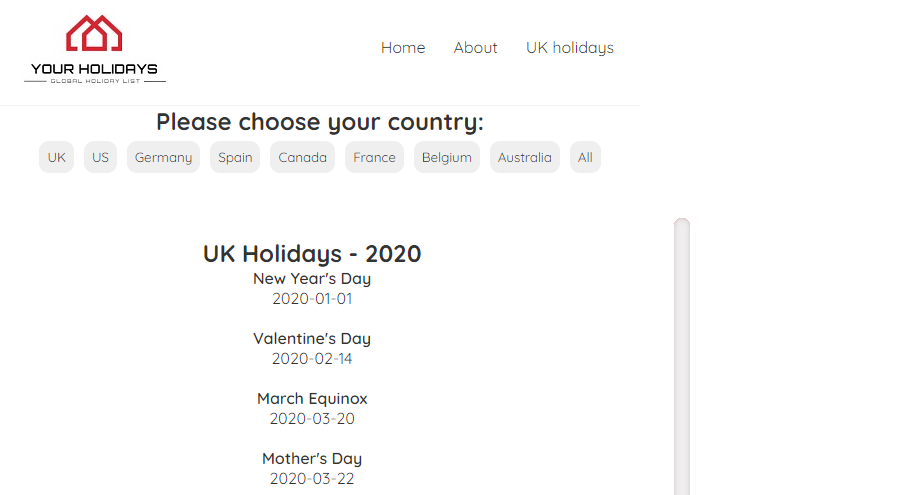 YOUR HOLIDAYS
GLOBAL HOLIDAY LIST
Home About UK holidays
Please choose your country:
UK US Germany Spain Canada France Belgium Australia All
UK Holidays - 2020
New Year's Day
2020-01-01
Valentine's Day
2020-02-14
March Equinox
2020-03-20
Mother's Day
2020-03-22